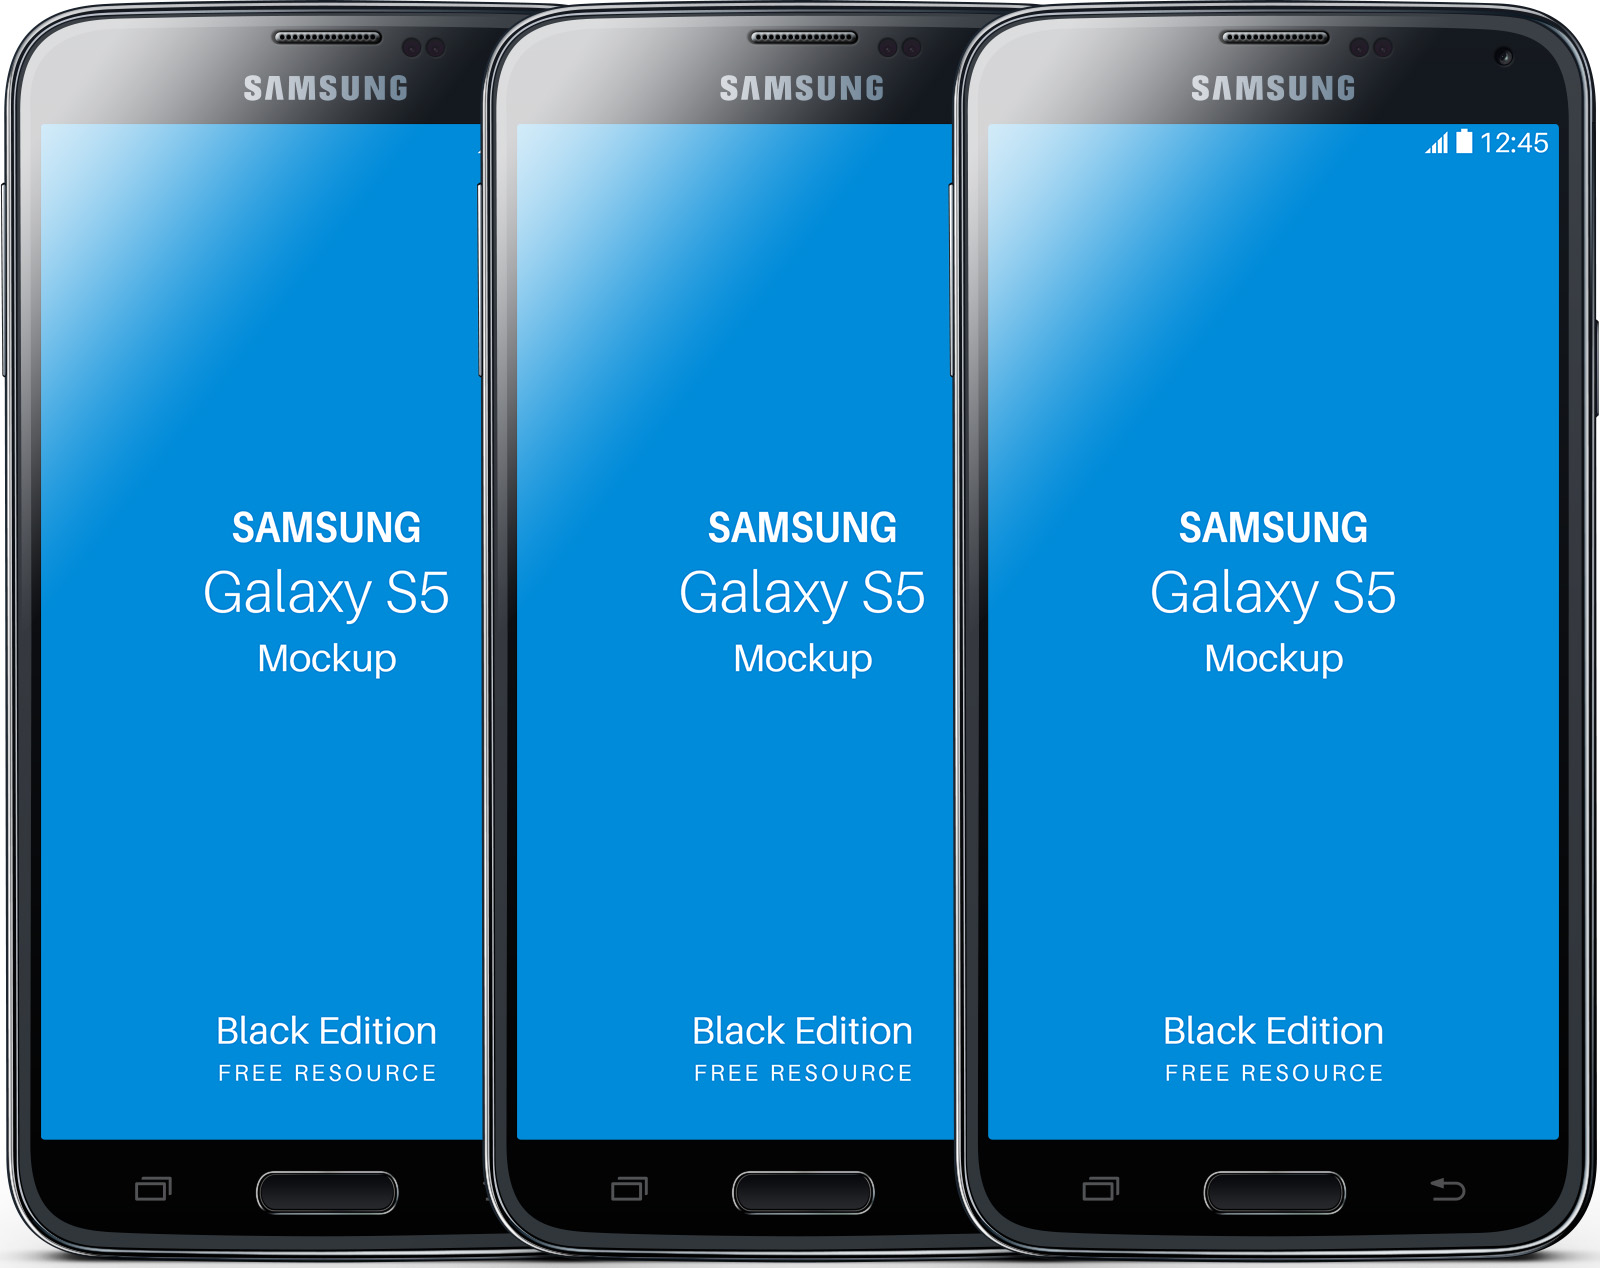 SAMSUNG
SAMSUNG
Galaxy S5
Mockup
Black Edition
FREE RESOURCE
SAMSUNG
SAMSUNG
Galaxy S5
Mockup
Black Edition
FREE RESOURCE
SAMSUNG
12:45
SAMSUNG
Galaxy S5
Mockup
Black Edition
FREE RESOURCE